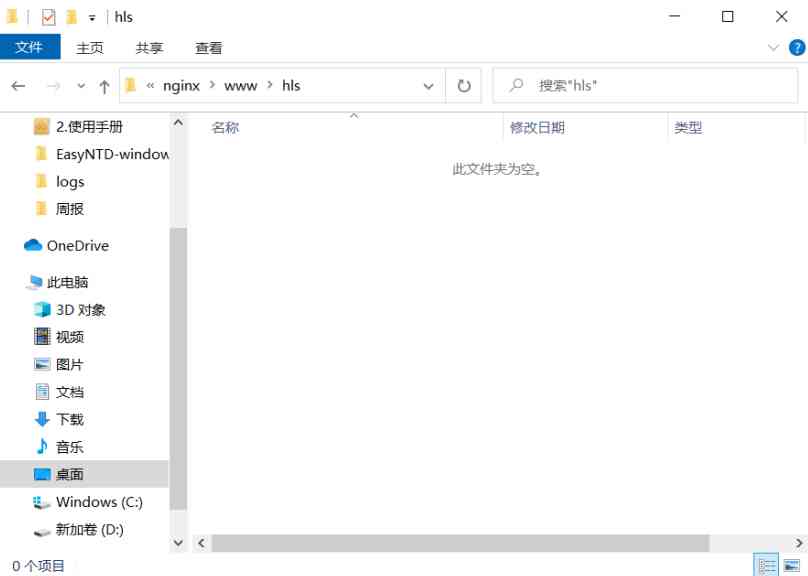 hls
文件 主页 共享 查看 ?
« nginx > www > hls 搜索"hls"
名称 修改日期 类型
此文件夹为空。
2.使用手册
EasyNTD-window
logs
周报
OneDrive
此电脑
3D 对象
视频
图片
文档
下载
音乐
桌面
Windows (C:)
新加卷 (D:)
0 个项目